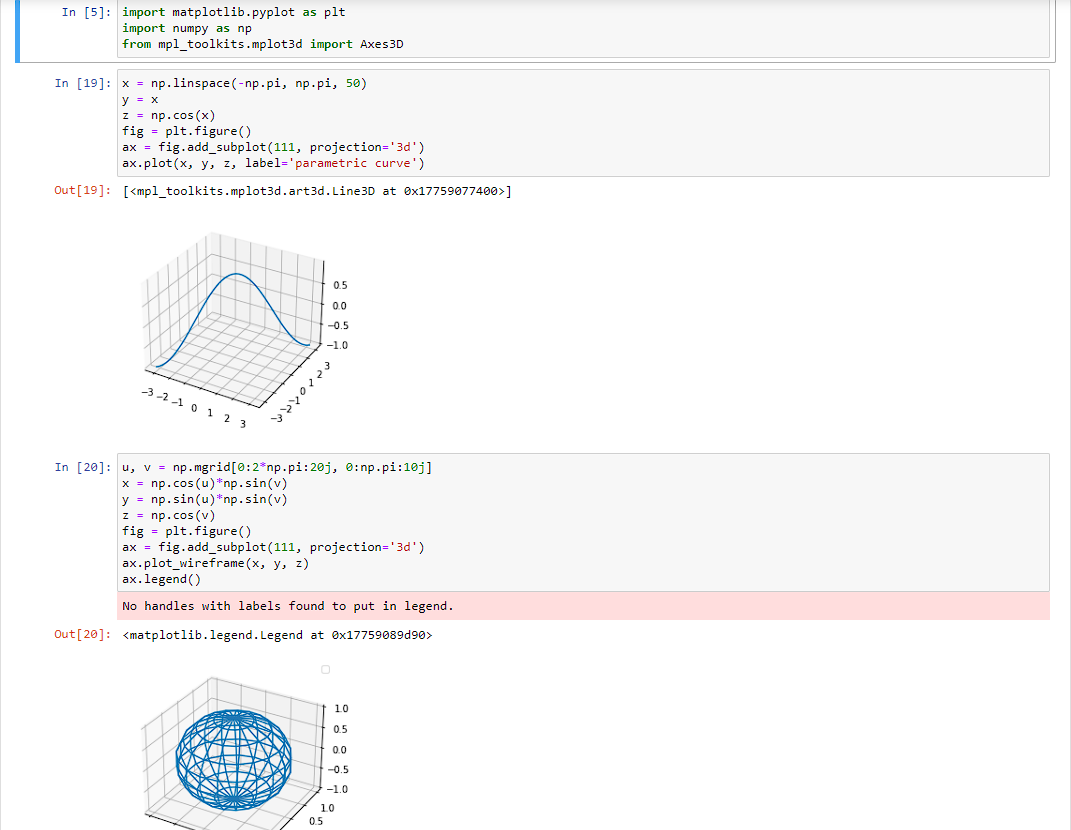 In [5]: import matplotlib.pyplot as plt
import numpy as np
from mpl_toolkits.mplot3d import Axes3D
In [19]: x = np.linspace(-np.pi, np.pi, 50)
y = x
z = np.cos(x)
fig = plt.figure()
ax = fig.add_subplot(111, projection='3d')
ax.plot(x, y, z, label='parametric curve')
Out[19]: [<mpl_toolkits.mplot3d.art3d.Line3D at 0x17759077400>]
0.5
0.0
−0.5
−1.0
−3 −2 −1 0 1 2 3
−3 −2 −1 0 1 2 3
In [20]: u, v = np.mgrid[0:2*np.pi:20j, 0:np.pi:10j]
x = np.cos(u)*np.sin(v)
y = np.sin(u)*np.sin(v)
z = np.cos(v)
fig = plt.figure()
ax = fig.add_subplot(111, projection='3d')
ax.plot_wireframe(x, y, z)
ax.legend()
No handles with labels found to put in legend.
Out[20]: <matplotlib.legend.Legend at 0x17759089d90>
1.0
0.5
0.0
−0.5
−1.0
1.0
0.5